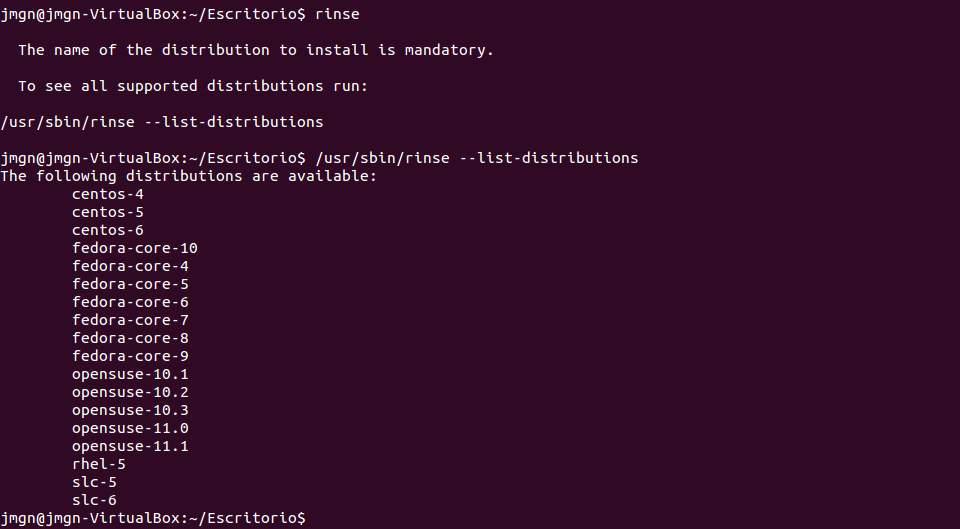 jmgn@jmgn-VirtualBox:~/Escritorio$ rinse
The name of the distribution to install is mandatory.
To see all supported distributions run:
/usr/sbin/rinse --list-distributions
jmgn@jmgn-VirtualBox:~/Escritorio$ /usr/sbin/rinse --list-distributions
The following distributions are available:
centos-4
centos-5
centos-6
fedora-core-10
fedora-core-4
fedora-core-5
fedora-core-6
fedora-core-7
fedora-core-8
fedora-core-9
opensuse-10.1
opensuse-10.2
opensuse-10.3
opensuse-11.0
opensuse-11.1
rhel-5
slc-5
slc-6
jmgn@jmgn-VirtualBox:~/Escritorio$